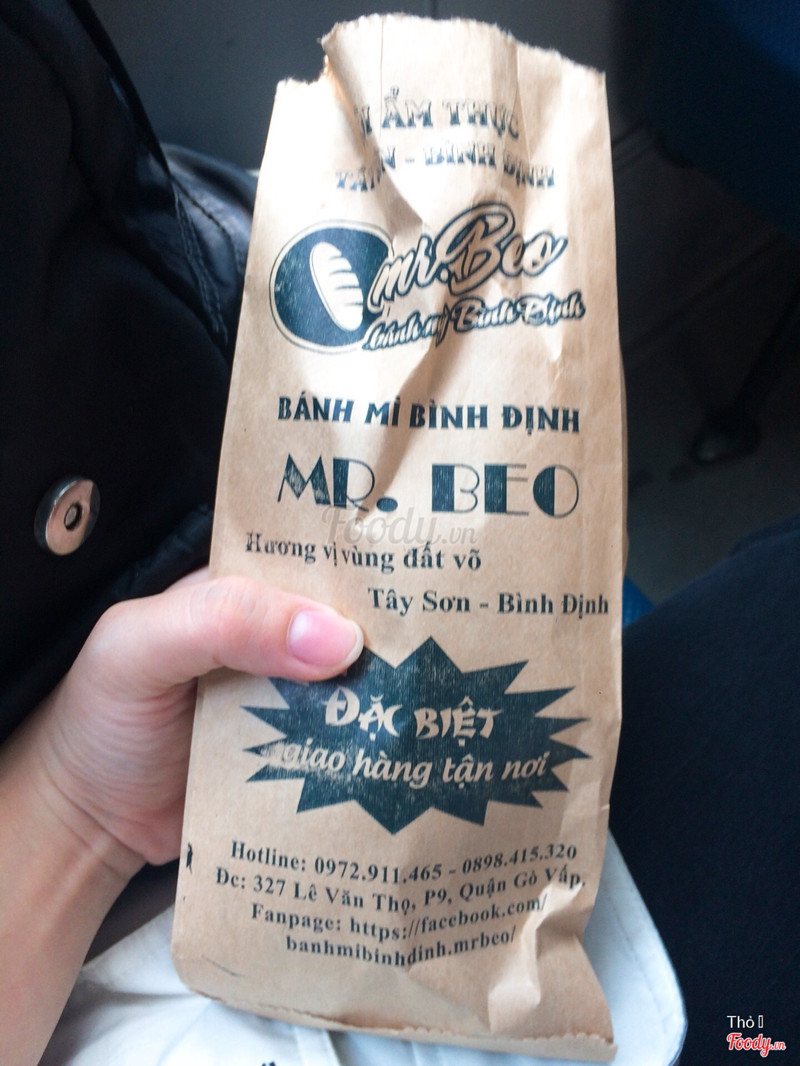 ẨM THỰC
- BÌNH ĐỊNH
mr.Beo
bánh mỳ Bình Định
BÁNH MÌ BÌNH ĐỊNH
MR. BEO
Foody.vn
Hương vị vùng đất võ
Tây Sơn - Bình Định
ĐẶC BIỆT
giao hàng tận nơi
Hotline: 0972.911.465 - 0898.415.320
Đc: 327 Lê Văn Thọ, P9, Quận Gò Vấp.
Fanpage: https://facebook.com/
banhmibinhdinh.mrbeo/
Thỏ
Foody.vn